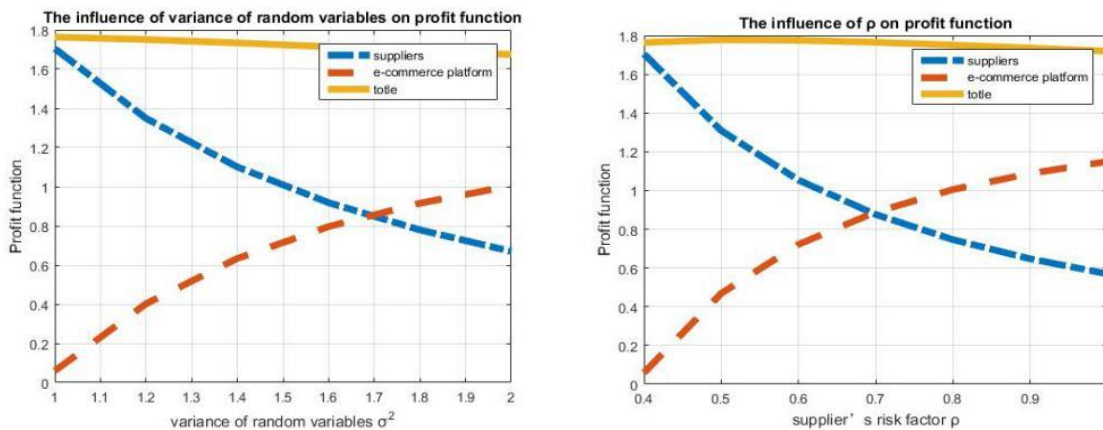 The influence of variance of random variables on profit function
1.8
1.6
1.4
1.2
1
0.8
0.6
0.4
0.2
0
Profit function
suppliers
e-commerce platform
totle
1 1.1 1.2 1.3 1.4 1.5 1.6 1.7 1.8 1.9 2
variance of random variables σ²
The influence of ρ on profit function
1.8
1.6
1.4
1.2
1
0.8
0.6
0.4
0.2
0
Profit function
suppliers
e-commerce platform
totle
0.4 0.5 0.6 0.7 0.8 0.9
supplier's risk factor ρ